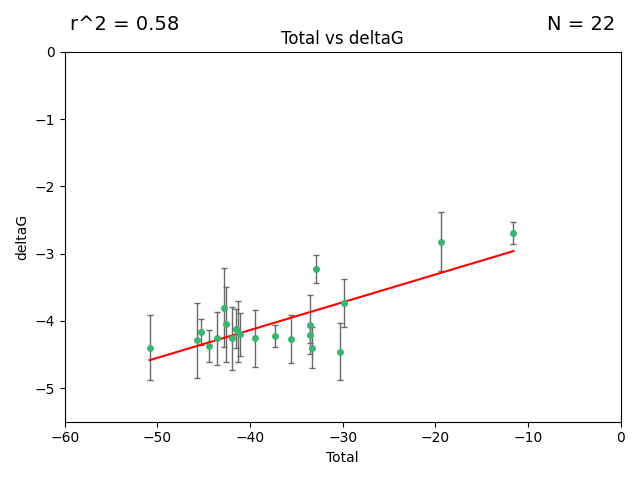 r^2 = 0.58
N = 22
Total vs deltaG
0
−1
−2
−3
−4
−5
deltaG
−60
−50
−40
−30
−20
−10
0
Total